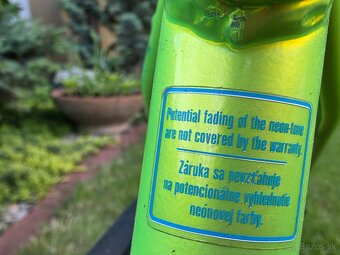 Potential fading of the neon-tone
are not covered by the warranty.
Záruka sa nevzťahuje
na potencionálne vyblednutie
neónovej farby.